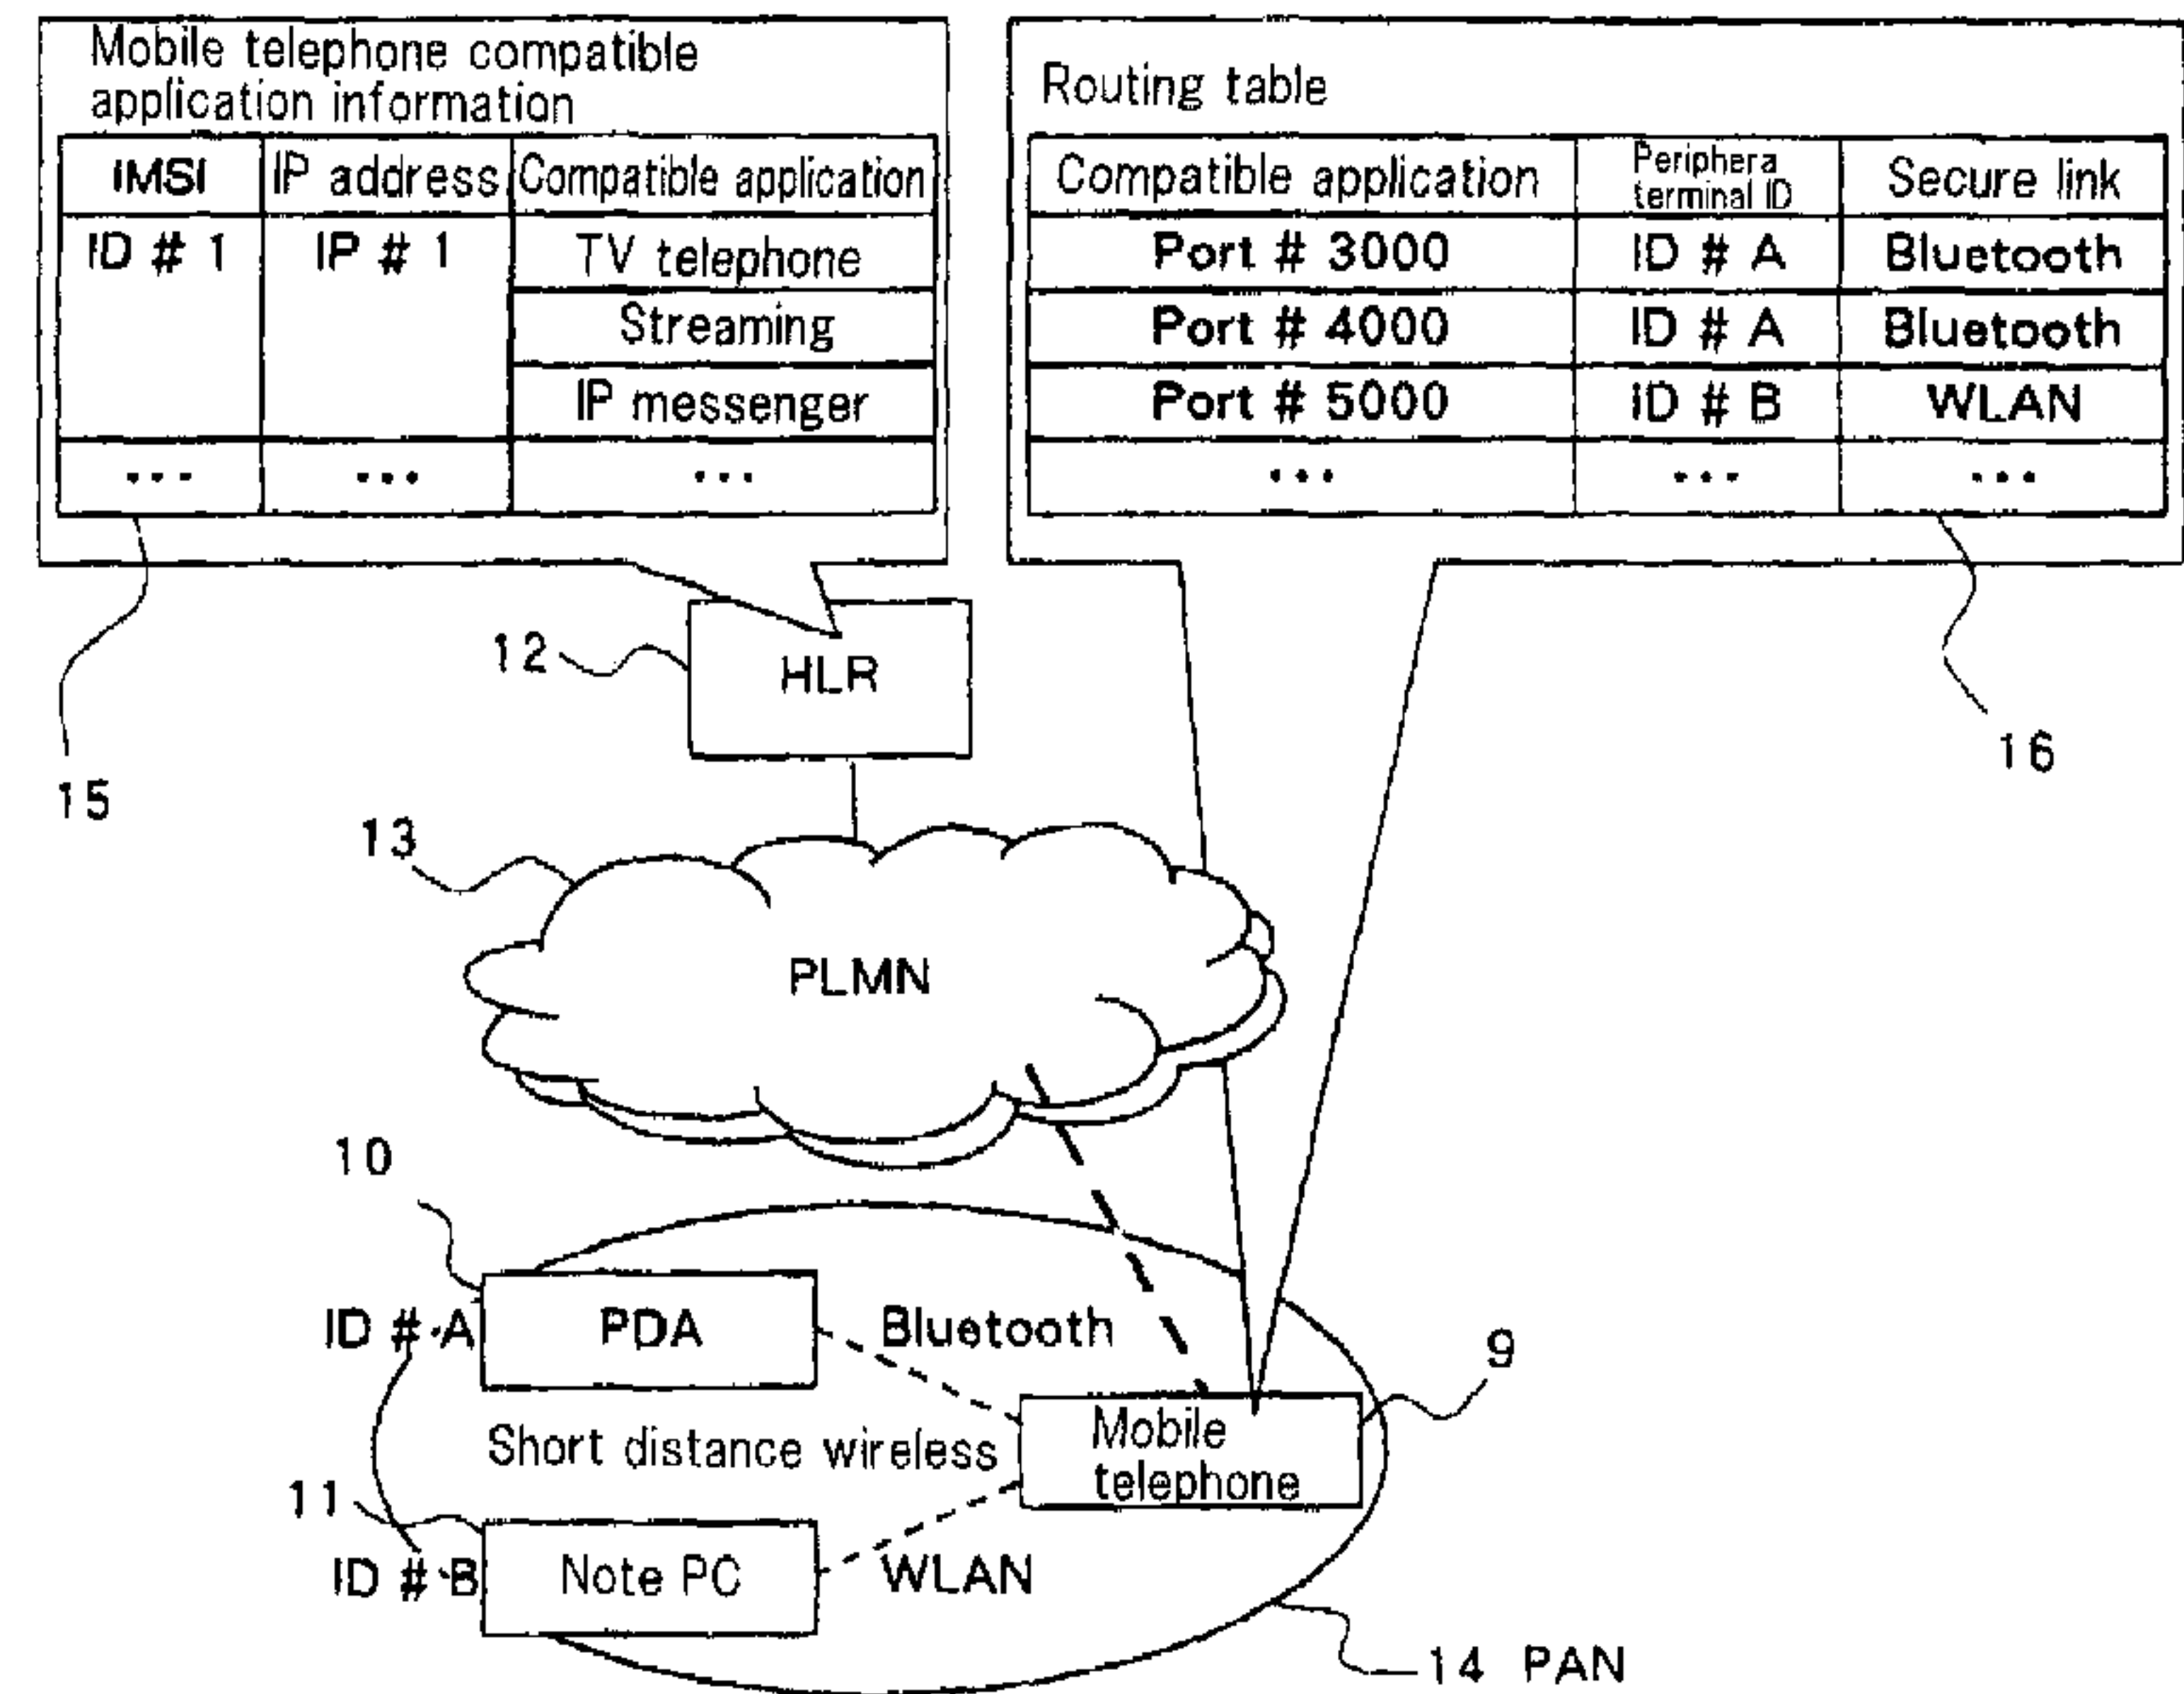 Mobile telephone compatible
application information
IMSI IP address Compatible application
ID # 1 IP # 1 TV telephone
Streaming
IP messenger
••• ••• •••
Routing table
Compatible application Periphera
terminal ID Secure link
Port # 3000 ID # A Bluetooth
Port # 4000 ID # A Bluetooth
Port # 5000 ID # B WLAN
••• ••• •••
12
HLR
15
16
13
PLMN
10
ID # A PDA Bluetooth
9
Mobile
telephone
Short distance wireless
11
ID # B Note PC WLAN
14 PAN